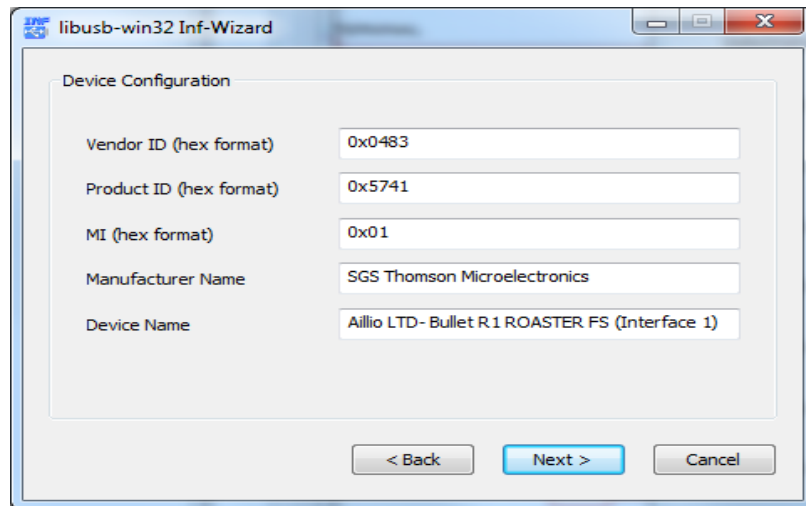 libusb-win32 Inf-Wizard
Device Configuration
Vendor ID (hex format) 0x0483
Product ID (hex format) 0x5741
MI (hex format) 0x01
Manufacturer Name SGS Thomson Microelectronics
Device Name Aillio LTD- Bullet R1 ROASTER FS (Interface 1)
< Back Next > Cancel